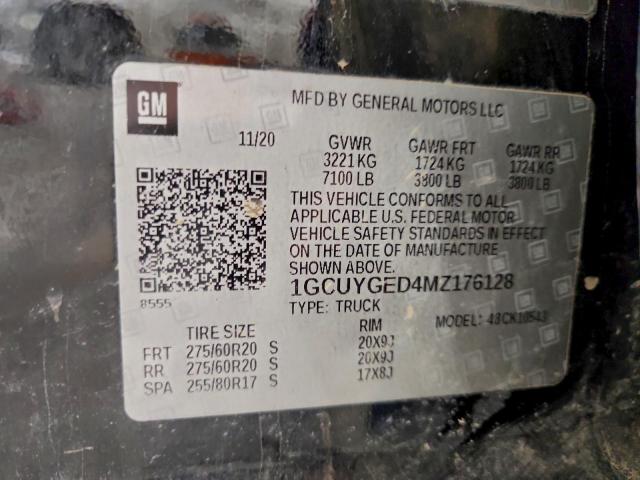 GM
MFD BY GENERAL MOTORS LLC
11/20 GVWR GAWR FRT GAWR RR
3221 KG 1724 KG 1724 KG
7100 LB 3800 LB 3800 LB
THIS VEHICLE CONFORMS TO ALL
APPLICABLE U.S. FEDERAL MOTOR
VEHICLE SAFETY STANDARDS IN EFFECT
ON THE DATE OF MANUFACTURE
SHOWN ABOVE.
8555
1GCUYGED4MZ176128
TYPE: TRUCK MODEL:
TIRE SIZE RIM
FRT 275/60R20 S 20X9J
RR 275/60R20 S 20X9J
SPA 255/80R17 S 17X8J